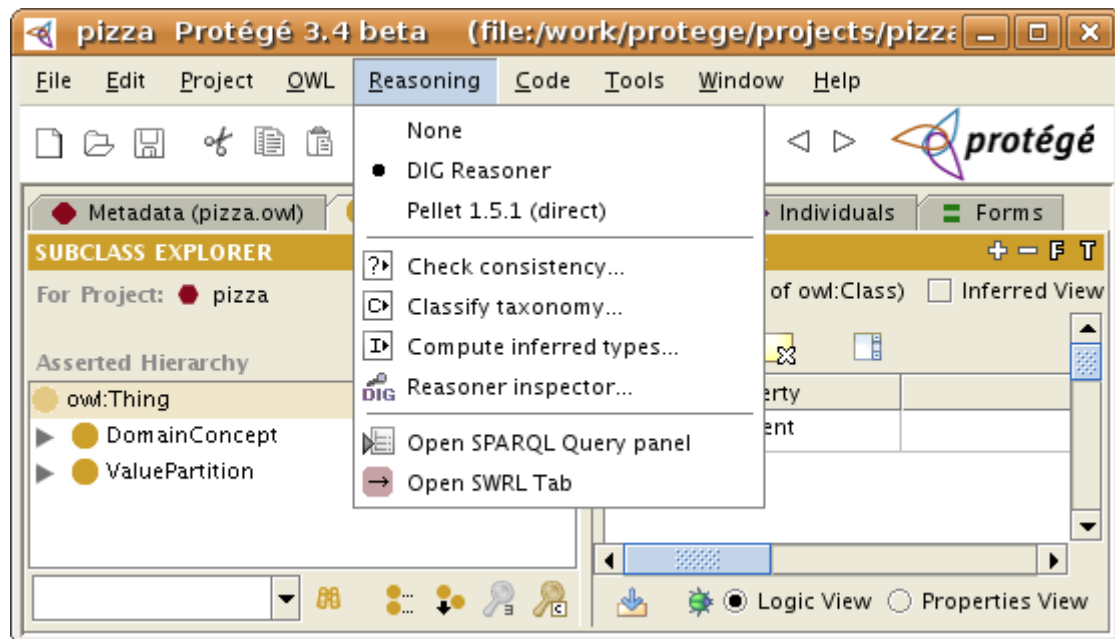 pizza Protégé 3.4 beta (file:/work/protege/projects/pizza
File Edit Project OWL Reasoning Code Tools Window Help
None
DIG Reasoner
Pellet 1.5.1 (direct)
protégé
Metadata (pizza.owl) Individuals Forms
SUBCLASS EXPLORER F T
For Project: pizza
Check consistency...
of owl:Class) Inferred View
Classify taxonomy...
Compute inferred types...
Asserted Hierarchy
DIG Reasoner inspector...
owl:Thing
DomainConcept
Open SPARQL Query panel
ValuePartition
Open SWRL Tab
Logic View Properties View